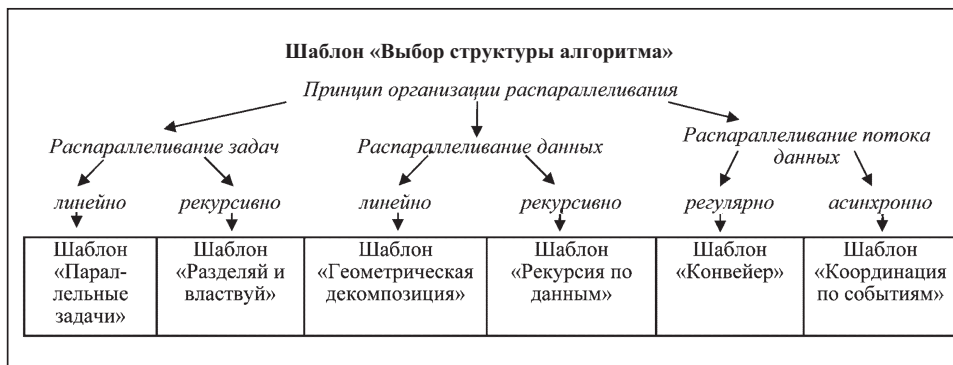 Шаблон «Выбор структуры алгоритма»
Принцип организации распараллеливания
Распараллеливание задач
Распараллеливание данных
Распараллеливание потока
данных
линейно
рекурсивно
линейно
рекурсивно
регулярно
асинхронно
Шаблон
«Парал-
лельные
задачи»
Шаблон
«Разделяй и
властвуй»
Шаблон
«Геометрическая
декомпозиция»
Шаблон
«Рекурсия по
данным»
Шаблон
«Конвейер»
Шаблон
«Координация
по событиям»